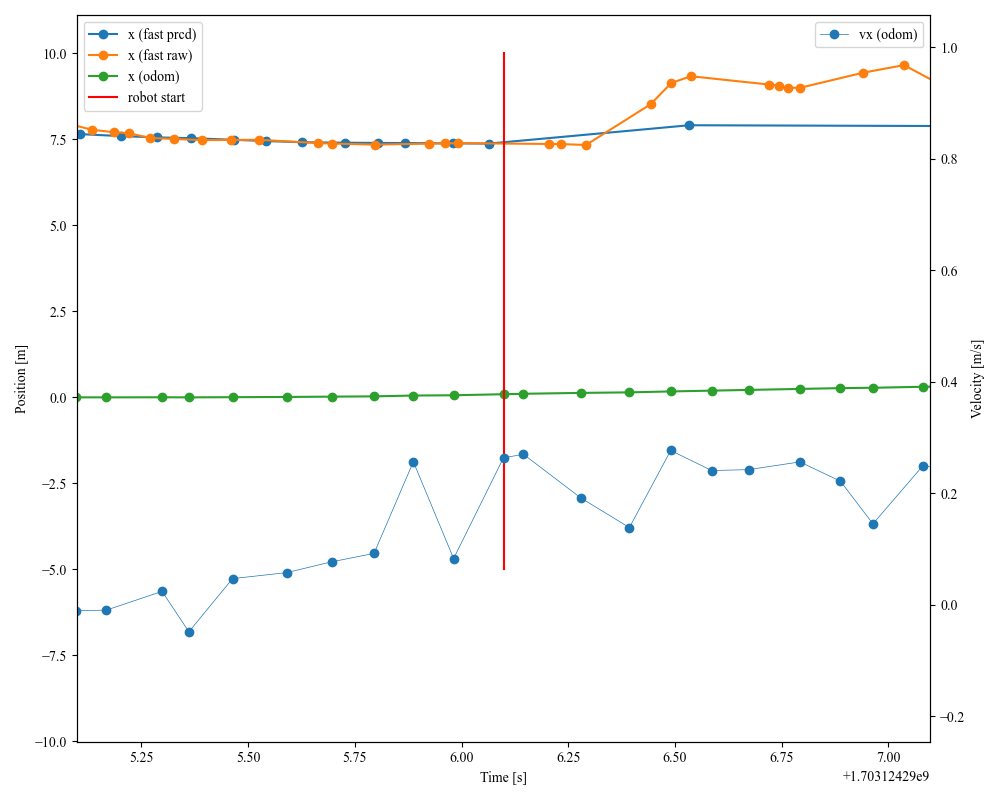 x (fast prcd)
x (fast raw)
x (odom)
robot start
vx (odom)
10.0
7.5
5.0
2.5
0.0
−2.5
−5.0
−7.5
−10.0
Position [m]
1.0
0.8
0.6
0.4
0.2
0.0
−0.2
Velocity [m/s]
5.25 5.50 5.75 6.00 6.25 6.50 6.75 7.00
Time [s]
+1.70312429e9